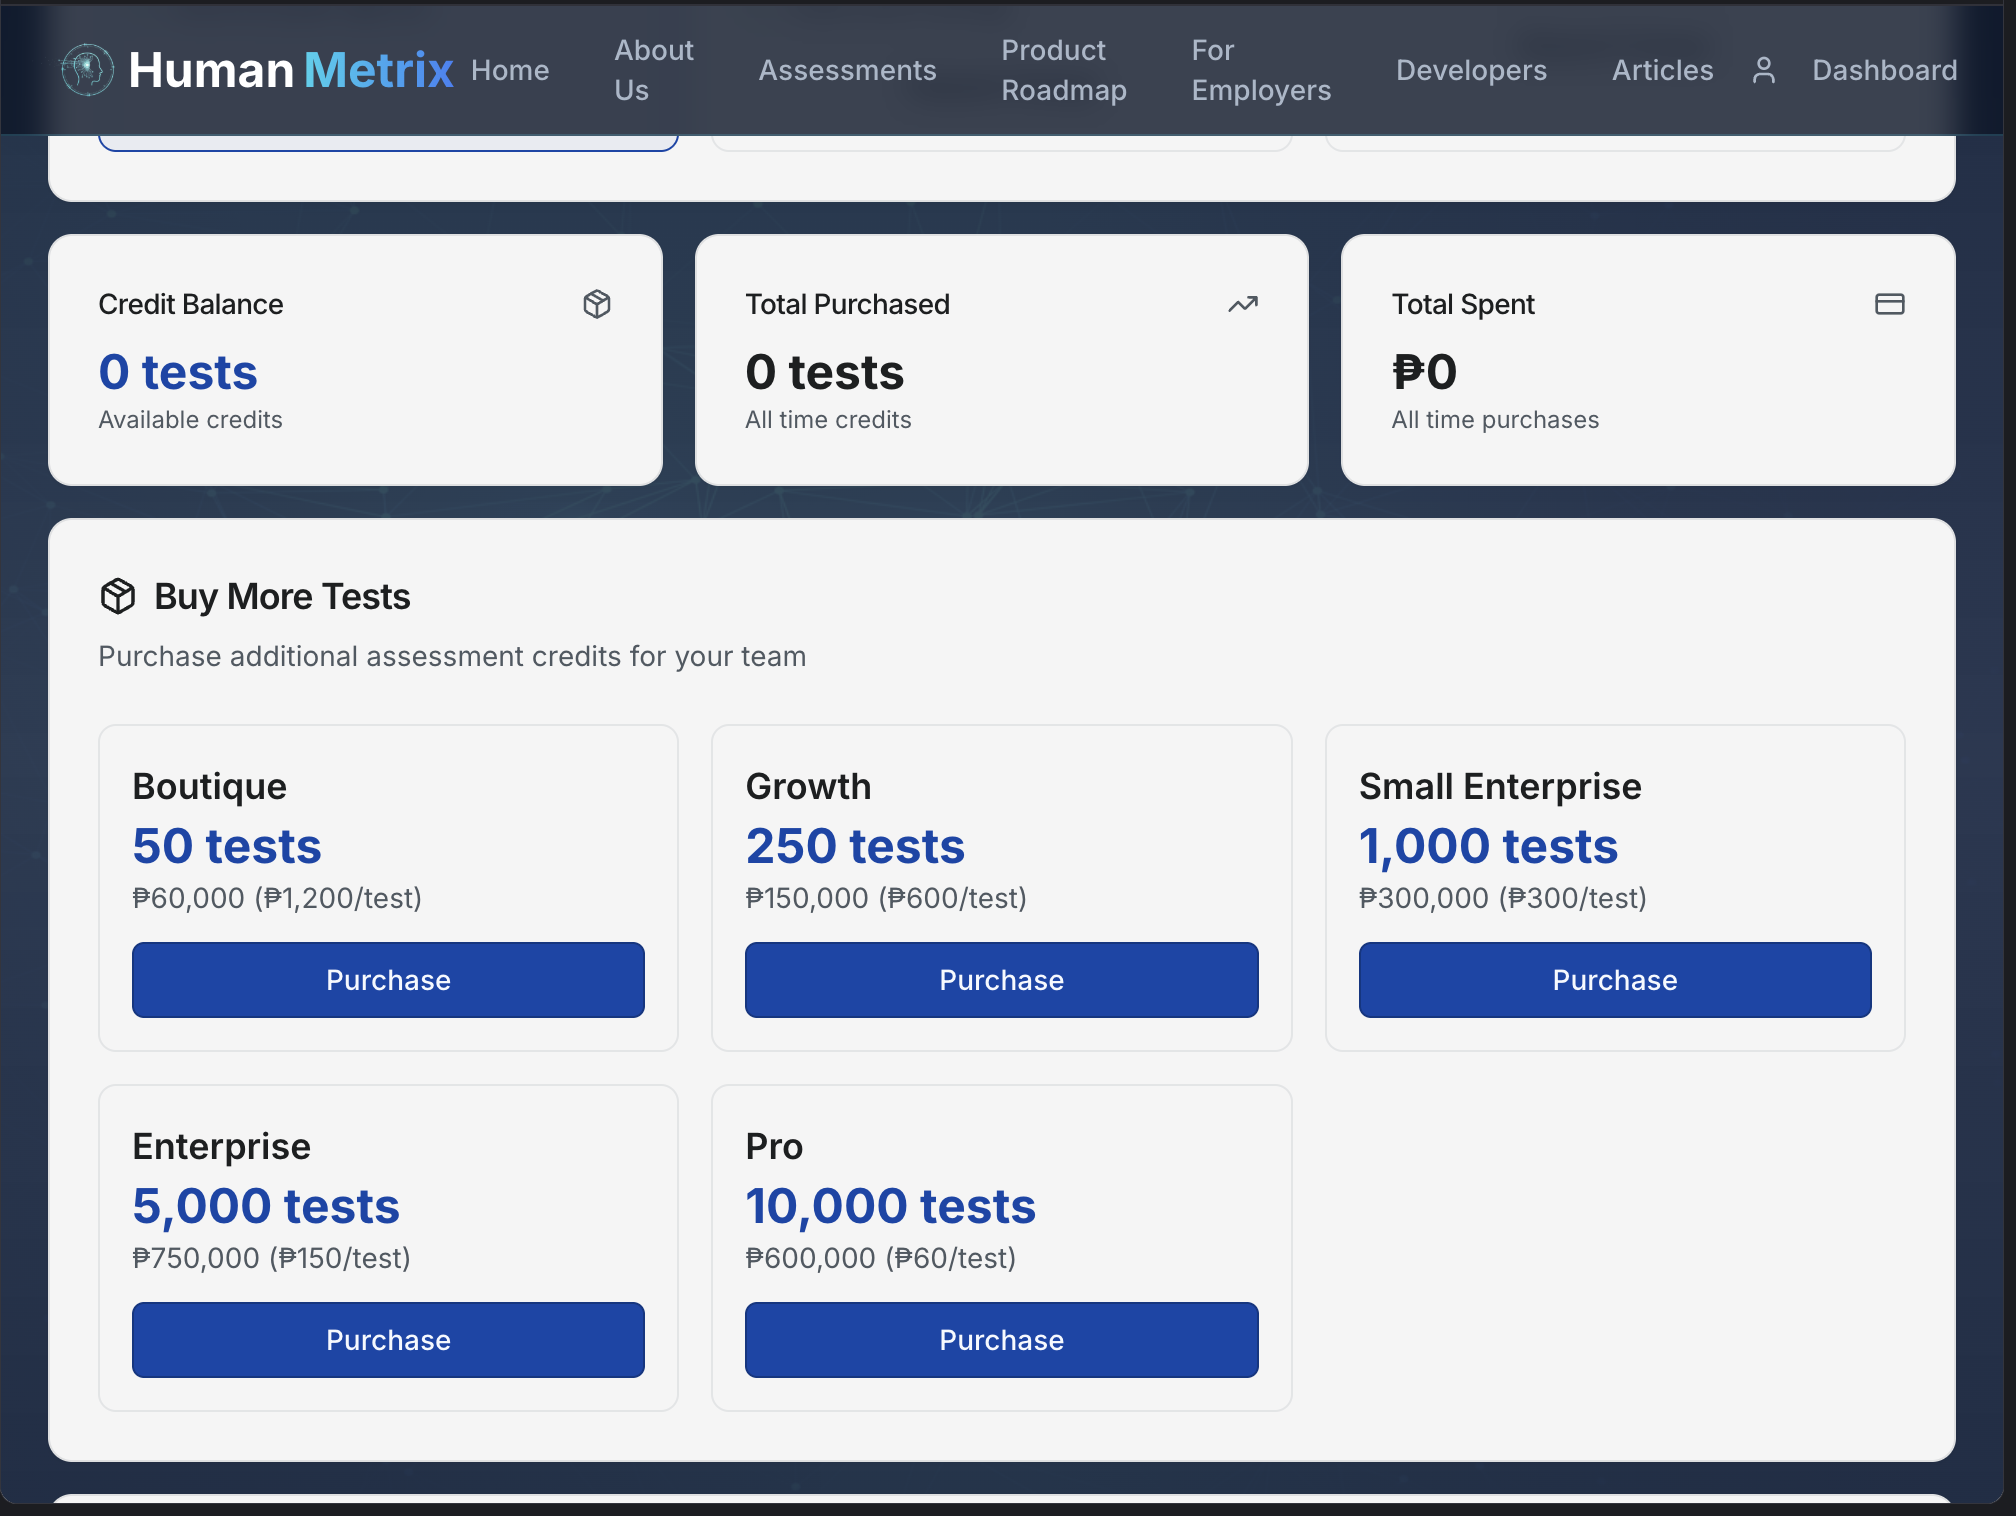 Human Metrix
Home
About
Us
Assessments
Product
Roadmap
For
Employers
Developers
Articles
Dashboard
Credit Balance
0 tests
Available credits
Total Purchased
0 tests
All time credits
Total Spent
₱0
All time purchases
Buy More Tests
Purchase additional assessment credits for your team
Boutique
50 tests
₱60,000 (₱1,200/test)
Purchase
Growth
250 tests
₱150,000 (₱600/test)
Purchase
Small Enterprise
1,000 tests
₱300,000 (₱300/test)
Purchase
Enterprise
5,000 tests
₱750,000 (₱150/test)
Purchase
Pro
10,000 tests
₱600,000 (₱60/test)
Purchase